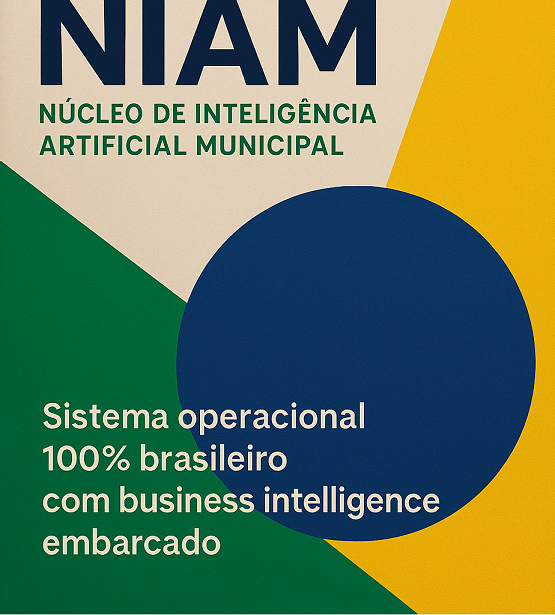 NIAM
NÚCLEO DE INTELIGÊNCIA
ARTIFICIAL MUNICIPAL
Sistema operacional
100% brasileiro
com business intelligence
embarcado